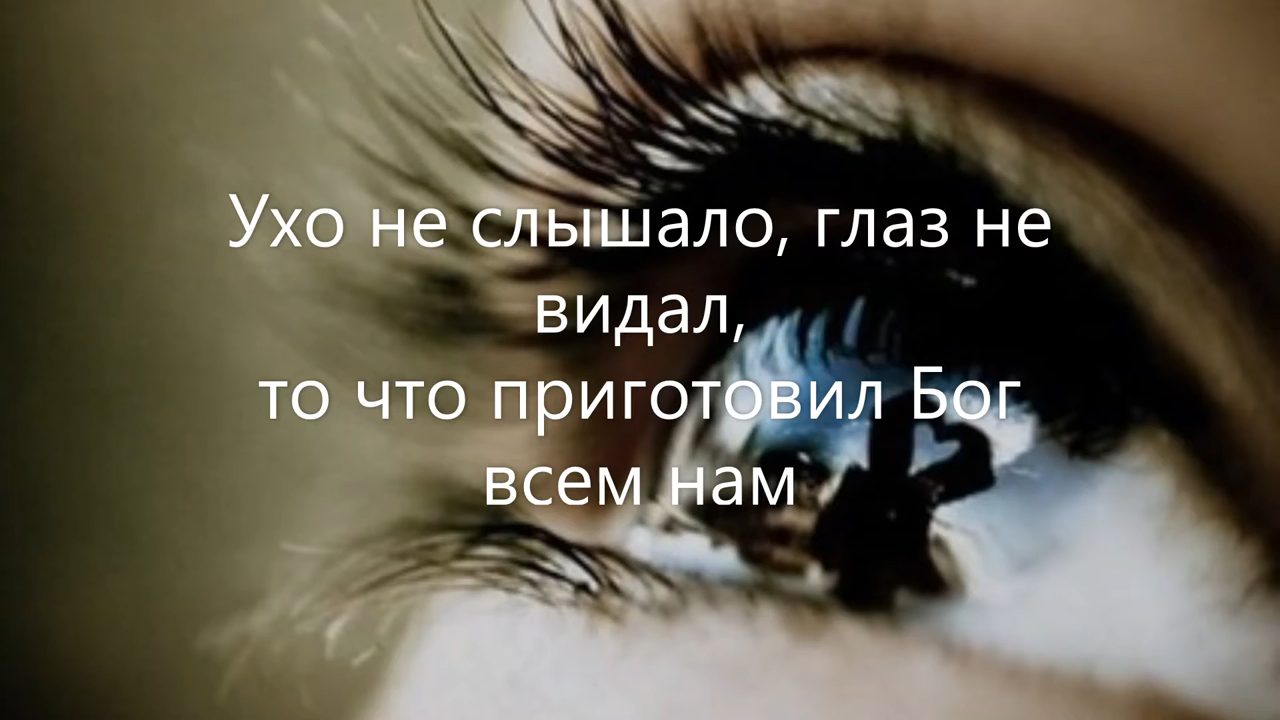 Ухо не слышало, глаз не
видал,
то что приготовил Бог
всем нам